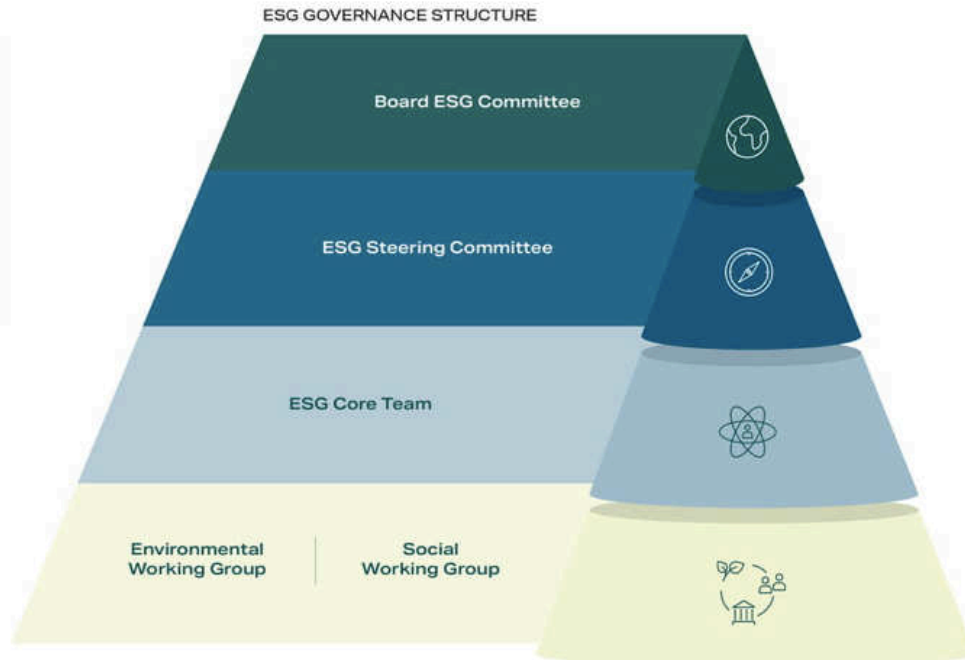 ESG GOVERNANCE STRUCTURE
Board ESG Committee
ESG Steering Committee
ESG Core Team
Environmental
Working Group
Social
Working Group